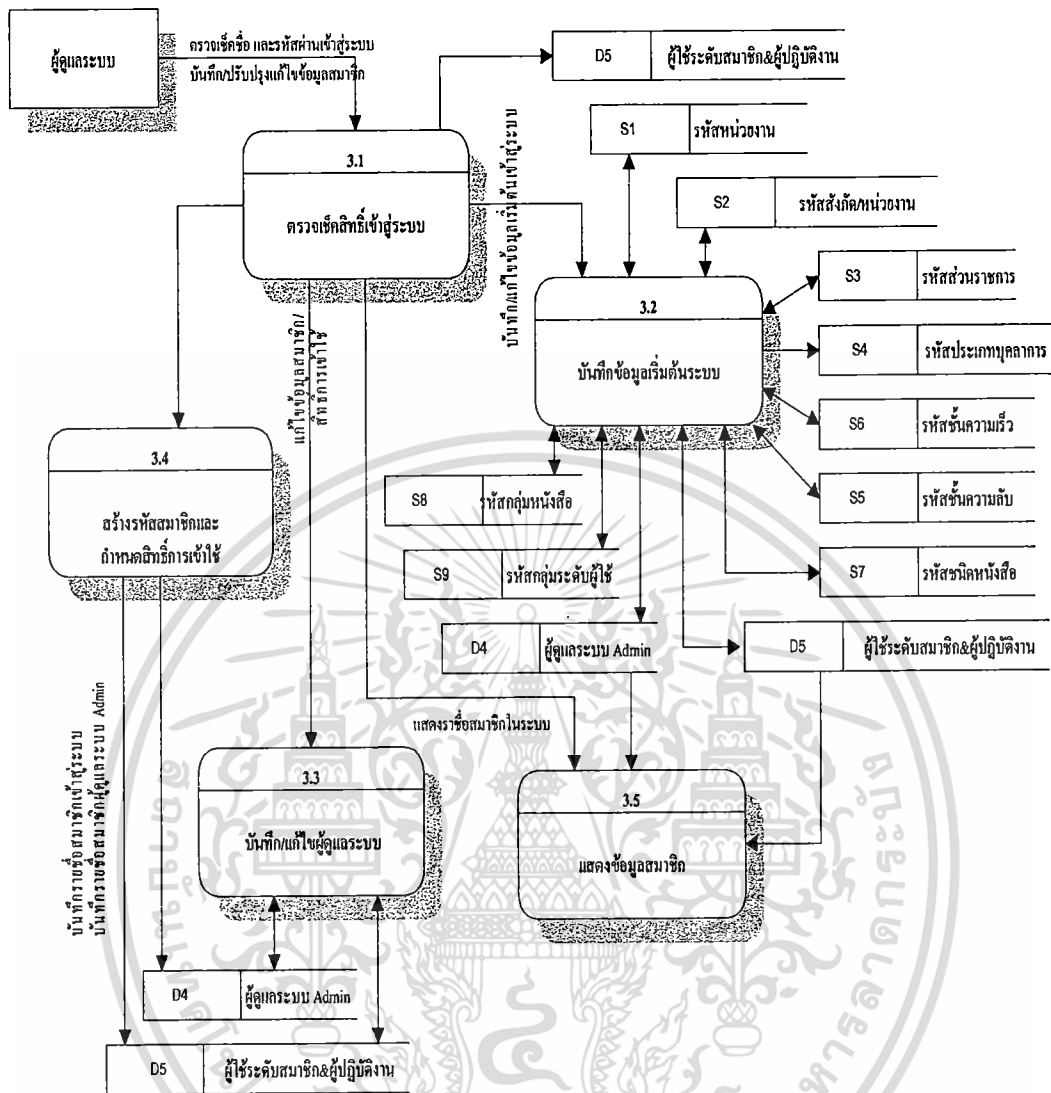 ผู้ดูแลระบบ
ตรวจเช็คชื่อ และรหัสผ่านเข้าสู่ระบบ
บันทึก/ปรับปรุงแก้ไขข้อมูลสมาชิก
D5 ผู้ใช้ระดับสมาชิก&ผู้ปฏิบัติงาน
S1 รหัสหน่วยงาน
S2 รหัสสังกัด/หน่วยงาน
3.1
ตรวจเช็คสิทธิ์เข้าสู่ระบบ
บันทึก/แก้ไขข้อมูลเริ่มต้นเข้าสู่ระบบ
S3 รหัสส่วนราชการ
3.2
บันทึกข้อมูลเริ่มต้นระบบ
S4 รหัสประเภทบุคลาการ
S6 รหัสชั้นความเร็ว
S5 รหัสชั้นความลับ
S7 รหัสชนิดหนังสือ
แก้ไขข้อมูลสมาชิก/
สิทธิการเข้าใช้
3.4
สร้างรหัสสมาชิกและ
กำหนดสิทธิ์การเข้าใช้
S8 รหัสกลุ่มหนังสือ
S9 รหัสกลุ่มระดับผู้ใช้
D4 ผู้ดูแลระบบ Admin
D5 ผู้ใช้ระดับสมาชิก&ผู้ปฏิบัติงาน
แสดงราชื่อสมาชิกในระบบ
บันทึกรายชื่อสมาชิกเข้าสู่ระบบ
บันทึกรายชื่อสมาชิกผู้ดูแลระบบ Admin
3.3
บันทึก/แก้ไขผู้ดูแลระบบ
3.5
แสดงข้อมูลสมาชิก
D4 ผู้ดูแลระบบ Admin
D5 ผู้ใช้ระดับสมาชิก&ผู้ปฏิบัติงาน